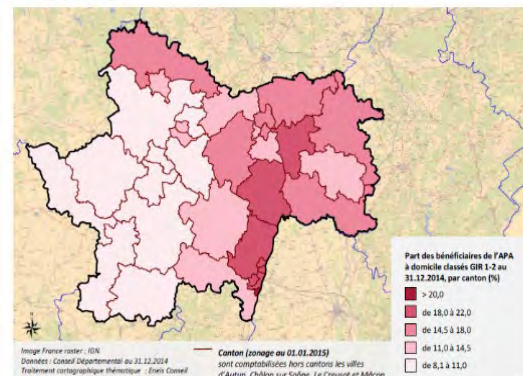 Part des bénéficiaires de l'APA
à domicile classés GIR 1-2 au
31.12.2014, par canton (%)
> 20,0
de 18,0 à 22,0
de 14,5 à 18,0
de 11,0 à 14,5
de 8,1 à 11,0
Image France raster : IGN.
Données : Conseil Départemental au 31.12.2014
Traitement cartographique thématique : Eneis Conseil
Canton (zonage au 01.01.2015)
sont comptabilisées hors cantons les villes
d'Autun, Châlon sur Saône, Le Creusot et Mâcon